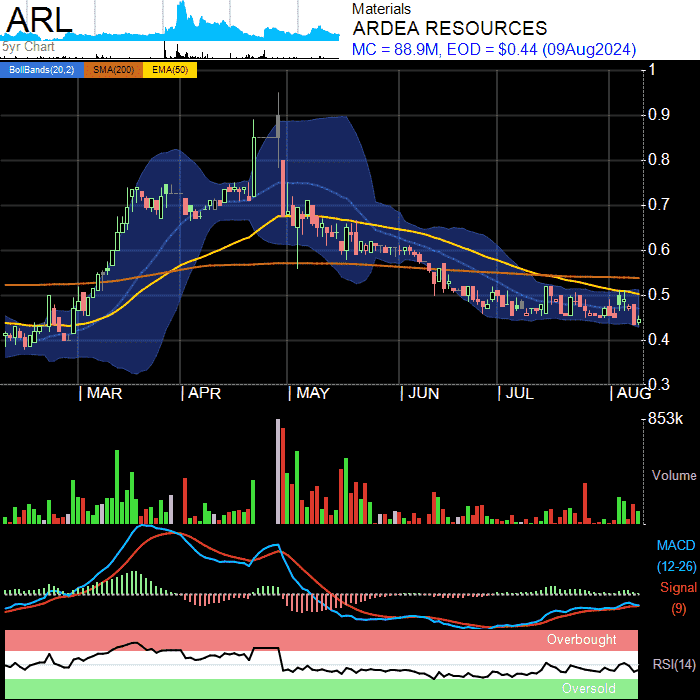 ARL
5yr Chart
Materials
ARDEA RESOURCES
MC = 88.9M, EOD = $0.44 (09Aug2024)
BollBands(20,2) SMA(200) EMA(50)
1
0.9
0.8
0.7
0.6
0.5
0.4
0.3
MAR APR MAY JUN JUL AUG
853k
Volume
MACD
(12-26)
Signal
(9)
Overbought
RSI(14)
Oversold